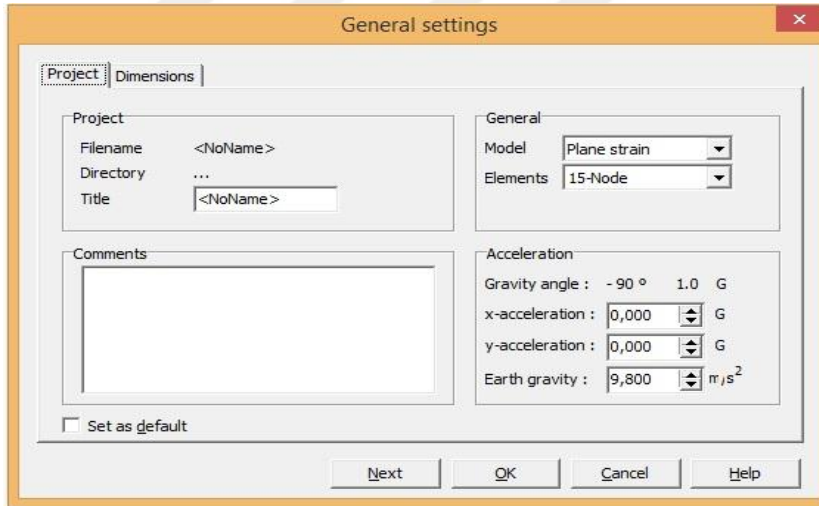 General settings
Project Dimensions
Project
Filename <NoName>
Directory ...
Title <NoName>
General
Model Plane strain
Elements 15-Node
Comments
Acceleration
Gravity angle : - 90 º 1.0 G
x-acceleration : 0,000 G
y-acceleration : 0,000 G
Earth gravity : 9,800 m/s²
Set as default
Next OK Cancel Help